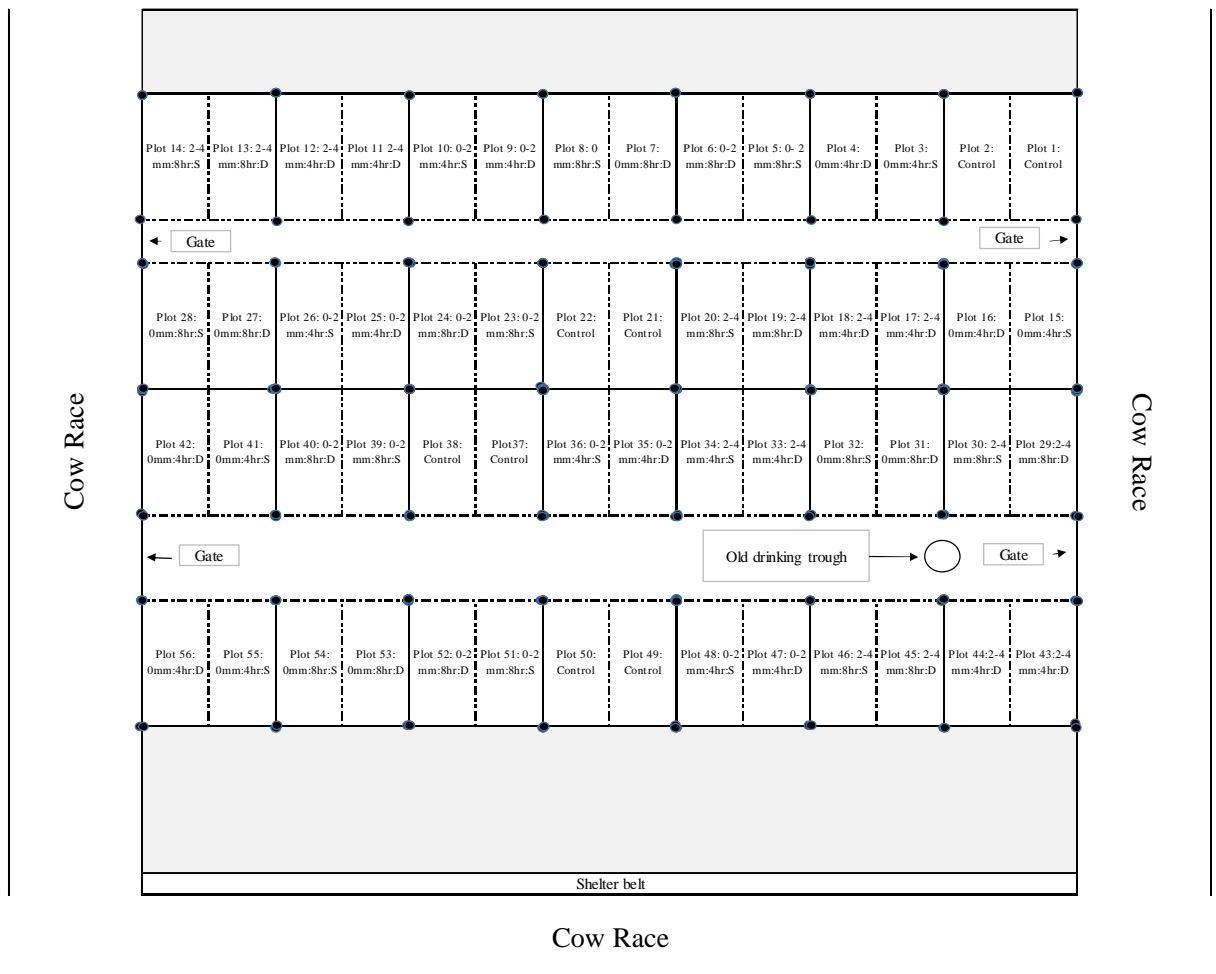 Plot 14: 2-4
mm:8hr:S
Plot 13: 2-4
mm:8hr:D
Plot 12: 2-4
mm:4hr:D
Plot 11 2-4
mm:4hr:D
Plot 10: 0-2
mm:4hr:S
Plot 9: 0-2
mm:4hr:D
Plot 8: 0
mm:8hr:S
Plot 7:
0mm:8hr:D
Plot 6: 0-2
mm:8hr:D
Plot 5: 0- 2
mm:8hr:S
Plot 4:
0mm:4hr:D
Plot 3:
0mm:4hr:S
Plot 2:
Control
Plot 1:
Control
Gate
Gate
Plot 28:
0mm:8hr:S
Plot 27:
0mm:8hr:D
Plot 26: 0-2
mm:4hr:S
Plot 25: 0-2
mm:4hr:D
Plot 24: 0-2
mm:8hr:D
Plot 23: 0-2
mm:8hr:S
Plot 22:
Control
Plot 21:
Control
Plot 20: 2-4
mm:8hr:S
Plot 19: 2-4
mm:8hr:D
Plot 18: 2-4
mm:4hr:D
Plot 17: 2-4
mm:4hr:D
Plot 16:
0mm:4hr:D
Plot 15:
0mm:4hr:S
Cow Race
Cow Race
Plot 42:
0mm:4hr:D
Plot 41:
0mm:4hr:S
Plot 40: 0-2
mm:8hr:D
Plot 39: 0-2
mm:8hr:S
Plot 38:
Control
Plot37:
Control
Plot 36: 0-2
mm:4hr:S
Plot 35: 0-2
mm:4hr:D
Plot 34: 2-4
mm:4hr:S
Plot 33: 2-4
mm:4hr:D
Plot 32:
0mm:8hr:S
Plot 31:
0mm:8hr:D
Plot 30: 2-4
mm:8hr:S
Plot 29:2-4
mm:8hr:D
Gate
Old drinking trough
Gate
Plot 56:
0mm:4hr:D
Plot 55:
0mm:4hr:S
Plot 54:
0mm:8hr:S
Plot 53:
0mm:8hr:D
Plot 52: 0-2
mm:8hr:D
Plot 51: 0-2
mm:8hr:S
Plot 50:
Control
Plot 49:
Control
Plot 48: 0-2
mm:4hr:S
Plot 47: 0-2
mm:4hr:D
Plot 46: 2-4
mm:8hr:S
Plot 45: 2-4
mm:8hr:D
Plot 44:2-4
mm:4hr:D
Plot 43:2-4
mm:4hr:D
Shelter belt
Cow Race